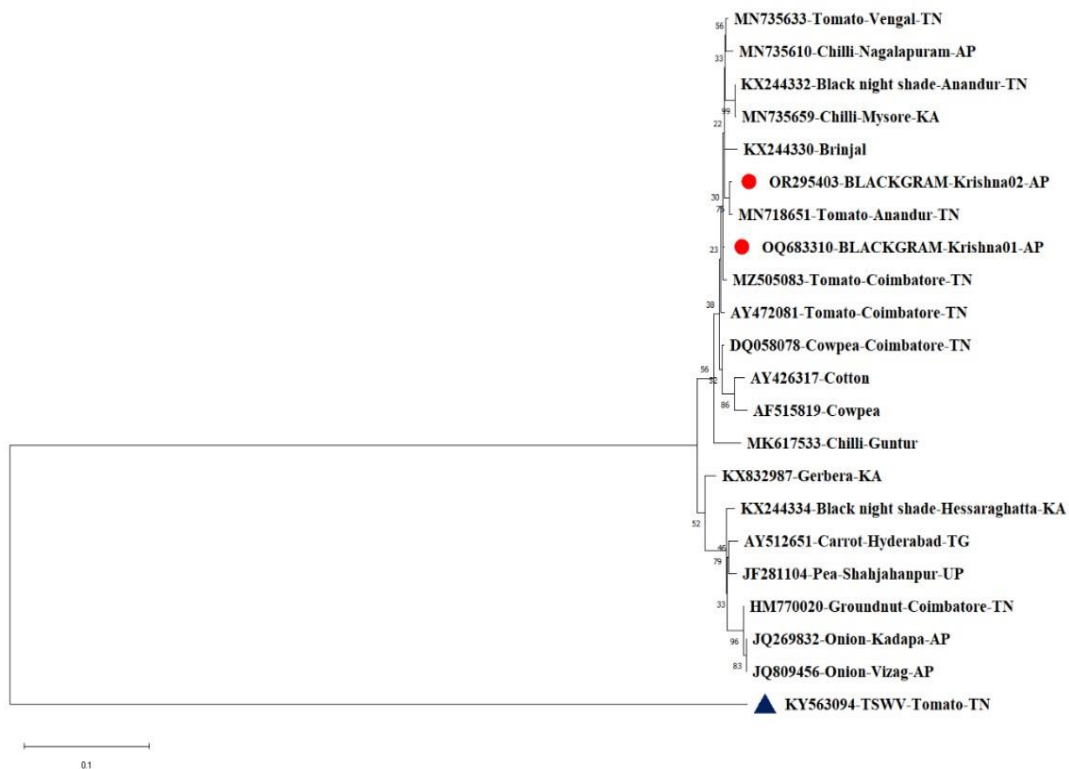 56
MN735633-Tomato-Vengal-TN
MN735610-Chilli-Nagalapuram-AP
33
KX244332-Black night shade-Anandur-TN
99
MN735659-Chilli-Mysore-KA
22
KX244330-Brinjal
OR295403-BLACKGRAM-Krishna02-AP
30
75
MN718651-Tomato-Anandur-TN
OQ683310-BLACKGRAM-Krishna01-AP
23
MZ505083-Tomato-Coimbatore-TN
38
AY472081-Tomato-Coimbatore-TN
DQ058078-Cowpea-Coimbatore-TN
56
52
AY426317-Cotton
86
AF515819-Cowpea
MK617533-Chilli-Guntur
KX832987-Gerbera-KA
KX244334-Black night shade-Hessaraghatta-KA
52
46
AY512651-Carrot-Hyderabad-TG
79
JF281104-Pea-Shahjahanpur-UP
33
HM770020-Groundnut-Coimbatore-TN
96
JQ269832-Onion-Kadapa-AP
83
JQ809456-Onion-Vizag-AP
KY563094-TSWV-Tomato-TN
0.1